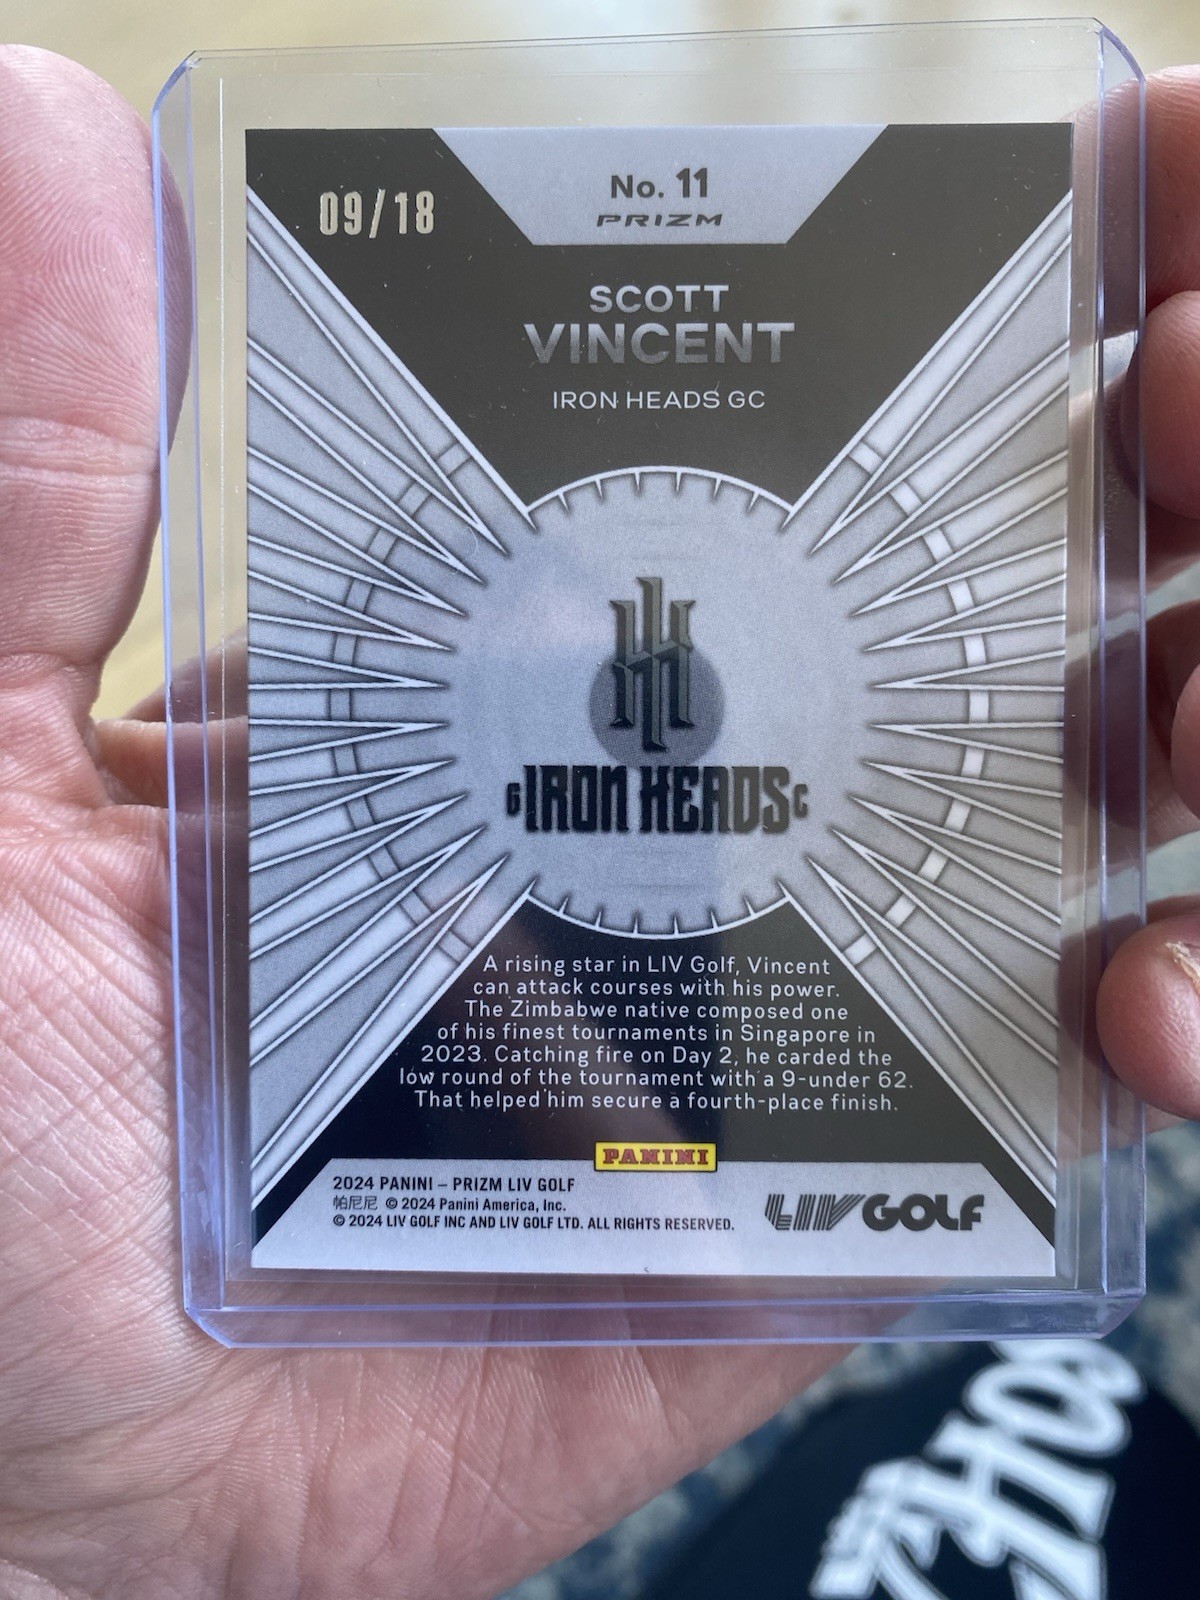 09/18
No. 11
PRIZM
SCOTT
VINCENT
IRON HEADS GC
G IRON HEADS C
A rising star in LIV Golf, Vincent
can attack courses with his power.
The Zimbabwe native composed one
of his finest tournaments in Singapore in
2023. Catching fire on Day 2, he carded the
low round of the tournament with a 9-under 62.
That helped him secure a fourth-place finish.
PANINI
2024 PANINI – PRIZM LIV GOLF
帕尼尼 © 2024 Panini America, Inc.
© 2024 LIV GOLF INC AND LIV GOLF LTD. ALL RIGHTS RESERVED.
LIV GOLF